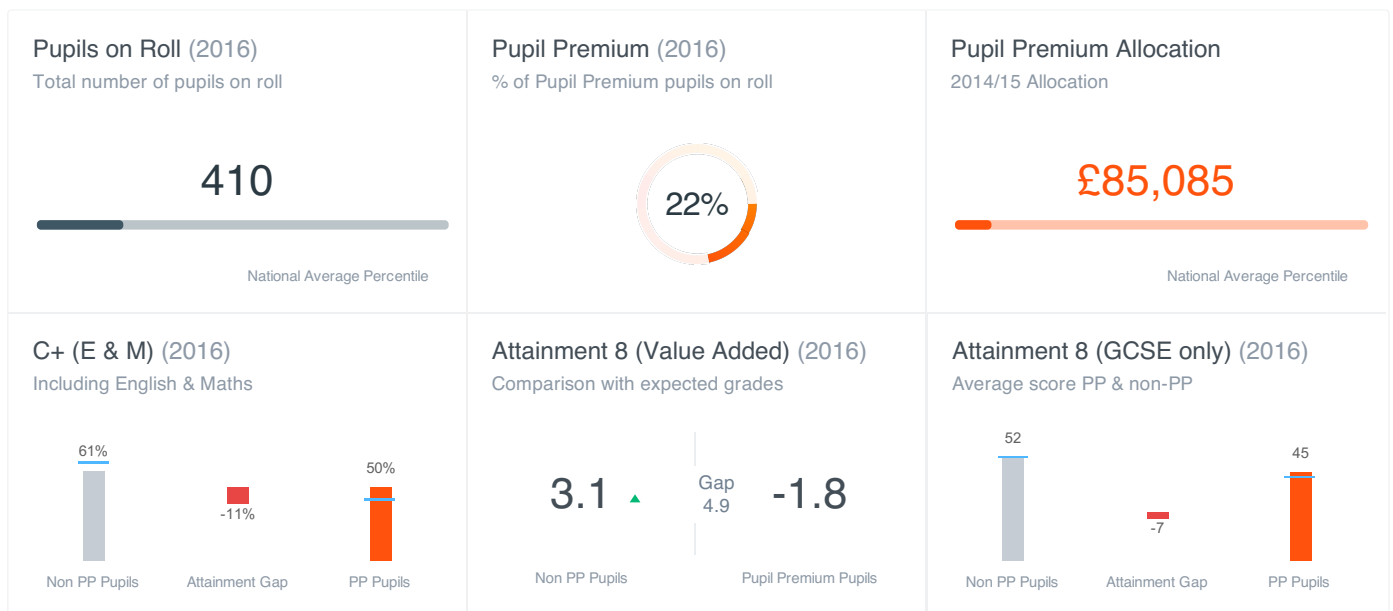 Pupils on Roll (2016)
Total number of pupils on roll
410
National Average Percentile
Pupil Premium (2016)
% of Pupil Premium pupils on roll
22%
Pupil Premium Allocation
2014/15 Allocation
£85,085
National Average Percentile
C+ (E & M) (2016)
Including English & Maths
61%
50%
-11%
Non PP Pupils
Attainment Gap
PP Pupils
Attainment 8 (Value Added) (2016)
Comparison with expected grades
3.1
Gap
4.9
-1.8
Non PP Pupils
Pupil Premium Pupils
Attainment 8 (GCSE only) (2016)
Average score PP & non-PP
52
45
-7
Non PP Pupils
Attainment Gap
PP Pupils